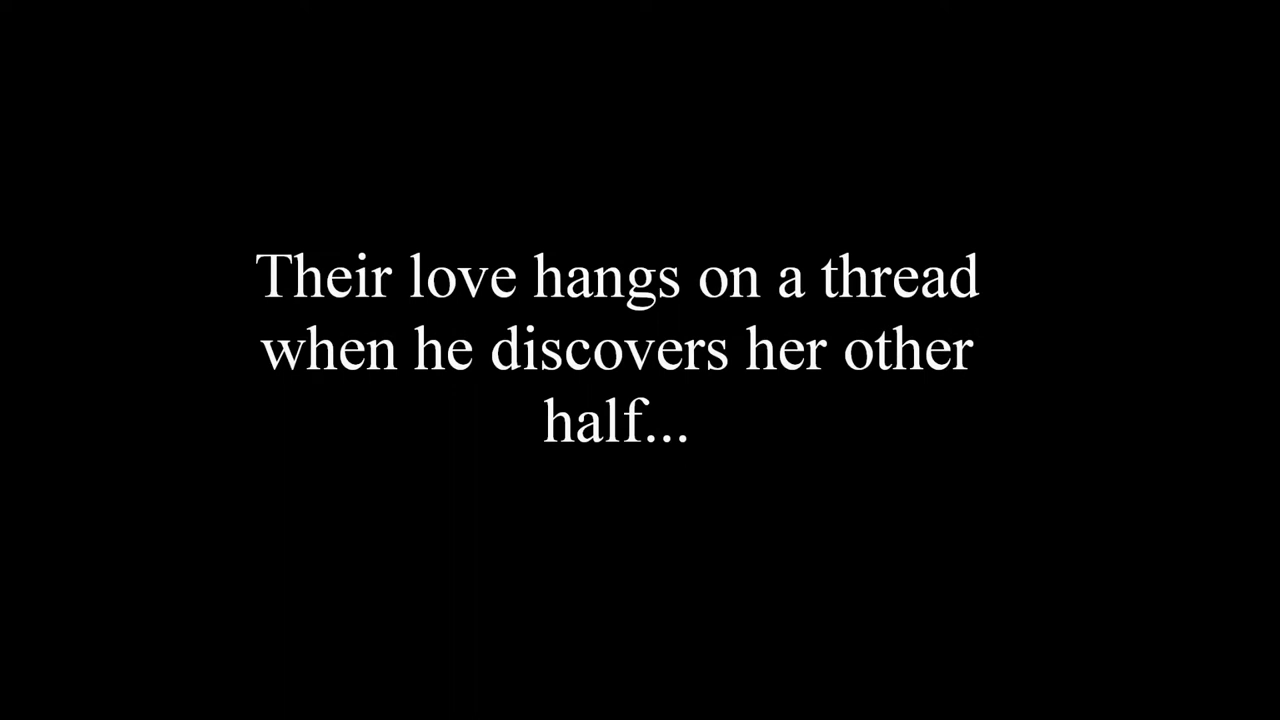 Their love hangs on a thread
when he discovers her other
half...